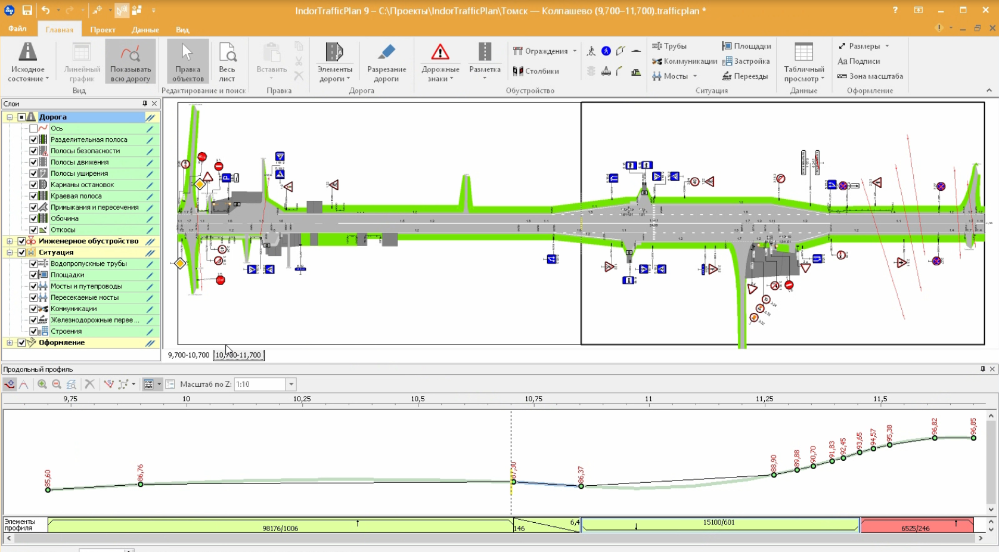 IndorTrafficPlan 9 – C:\Проекты\IndorTrafficPlan\Томск — Колпашево (9,700–11,700).trafficplan *
Файл Главная Проект Данные Вид
Исходное состояние
Линейный график
Показывать всю дорогу
Вид
Правка объектов
Весь лист
Редактирование и поиск
Вставить
Правка
Элементы дороги
Разрезание дороги
Дорога
Дорожные знаки
Разметка
Ограждения
Столбики
Обустройство
Трубы
Коммуникации
Мосты
Площадки
Застройка
Переезды
Ситуация
Табличный просмотр
Данные
Размеры
Аа Подписи
Зона масштаба
Оформление
Слои
Дорога
Ось
Разделительная полоса
Полосы безопасности
Полосы движения
Полосы уширения
Карманы остановок
Краевая полоса
Примыкания и пересечения
Обочина
Откосы
Инженерное обустройство
Ситуация
Водопропускные трубы
Площадки
Мосты и путепроводы
Пересекаемые мосты
Коммуникации
Железнодорожные перее...
Строения
Оформление
9,700-10,700 10,700-11,700
Продольный профиль
Масштаб по Z: 1:10
9,75 10 10,25 10,5 10,75 11 11,25 11,5
85,60 86,76 87,30 86,37 88,90 89,88 90,70 91,83 92,45 93,65 94,57 95,38 96,82 96,85
Элементы профиля
98176/1006
146
6,4
15100/601
6525/246